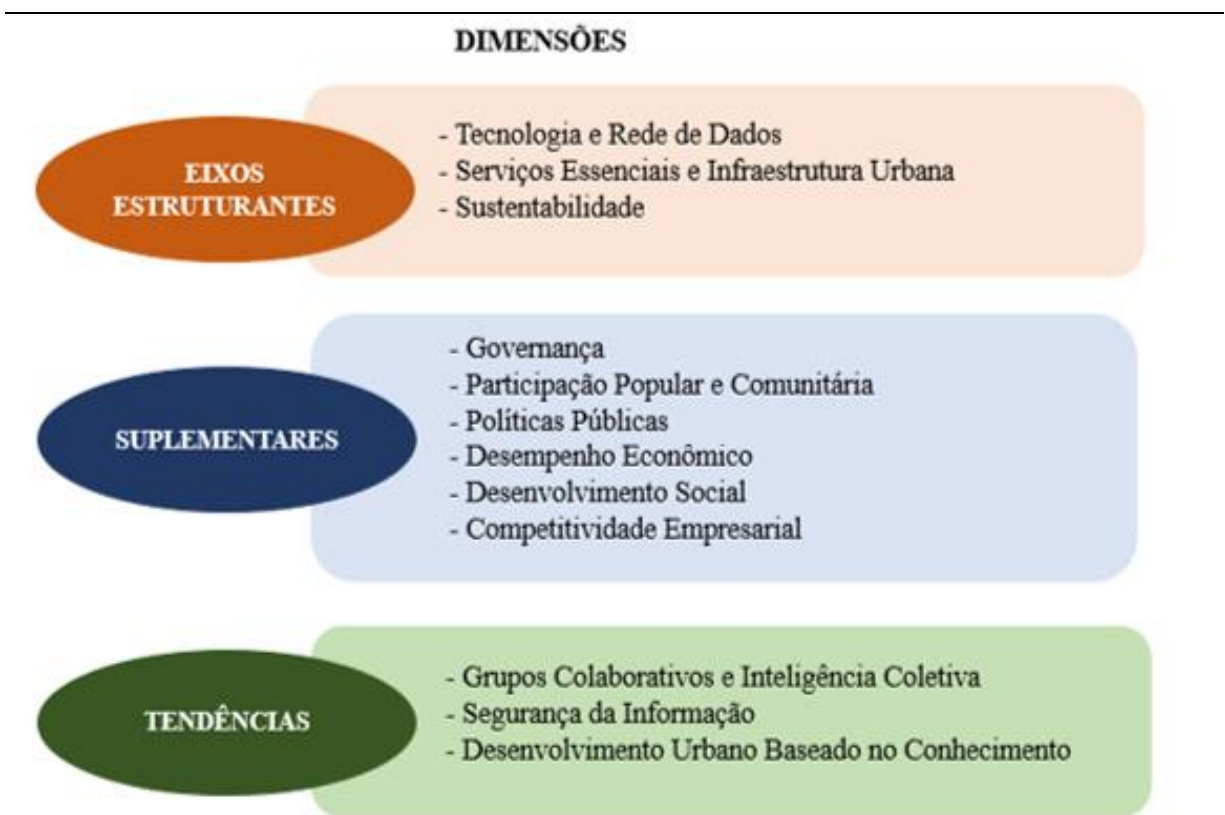 DIMENSÕES
EIXOS
ESTRUTURANTES
- Tecnologia e Rede de Dados
- Serviços Essenciais e Infraestrutura Urbana
- Sustentabilidade
SUPLEMENTARES
- Governança
- Participação Popular e Comunitária
- Políticas Públicas
- Desempenho Econômico
- Desenvolvimento Social
- Competitividade Empresarial
TENDÊNCIAS
- Grupos Colaborativos e Inteligência Coletiva
- Segurança da Informação
- Desenvolvimento Urbano Baseado no Conhecimento